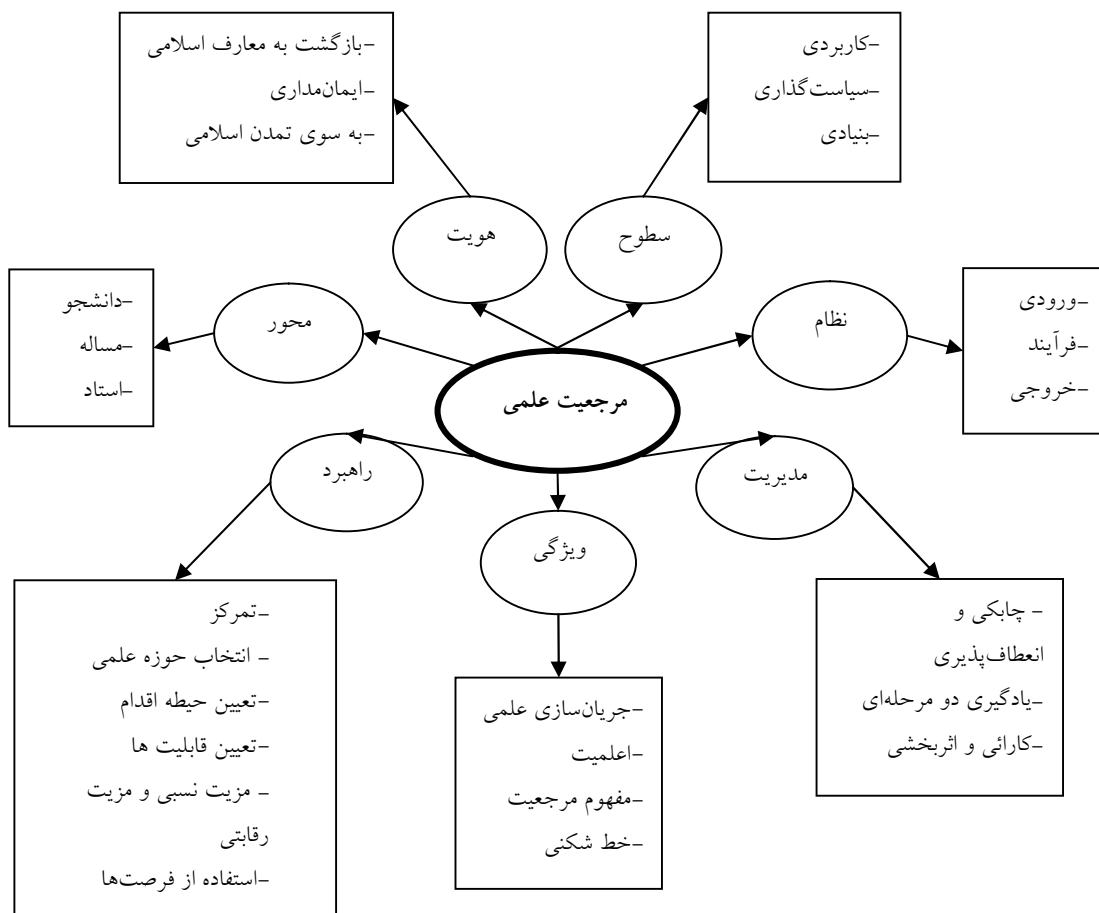 -کاربردی
-سیاست‌گذاری
-بنیادی
-بازگشت به معارف اسلامی
-ایمان‌مداری
-به سوی تمدن اسلامی
سطوح
هویت
-ورودی
-فرآیند
-خروجی
نظام
محور
-دانشجو
-مساله
-استاد
مرجعیت علمی
مدیریت
راهبرد
ویژگی
- چابکی و
انعطاف‌پذیری
-یادگیری دو مرحله‌ای
-کارائی و اثربخشی
-جریان‌سازی علمی
-اعلمیت
-مفهوم مرجعیت
-خط شکنی
-تمرکز
- انتخاب حوزه علمی
-تعیین حیطه اقدام
-تعیین قابلیت ها
- مزیت نسبی و مزیت
رقابتی
-استفاده از فرصت‌ها